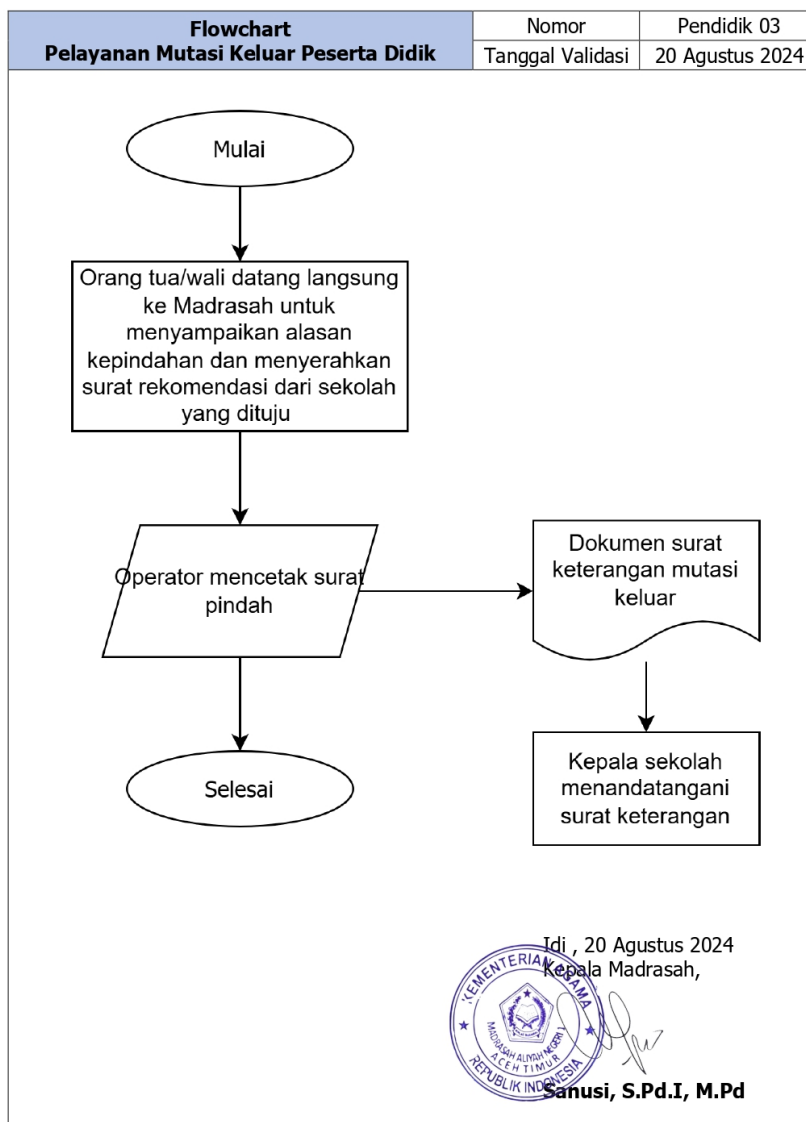 Flowchart
Pelayanan Mutasi Keluar Peserta Didik
Nomor
Pendidik 03
Tanggal Validasi
20 Agustus 2024
Mulai
Orang tua/wali datang langsung
ke Madrasah untuk
menyampaikan alasan
kepindahan dan menyerahkan
surat rekomendasi dari sekolah
yang dituju
Operator mencetak surat
pindah
Dokumen surat
keterangan mutasi
keluar
Selesai
Kepala sekolah
menandatangani
surat keterangan
Idi , 20 Agustus 2024
Kepala Madrasah,
KEMENTERIAN AGAMA
MADRASAH ALIYAH NEGERI 1
ACEH TIMUR
REPUBLIK INDONESIA
Sanusi, S.Pd.I, M.Pd